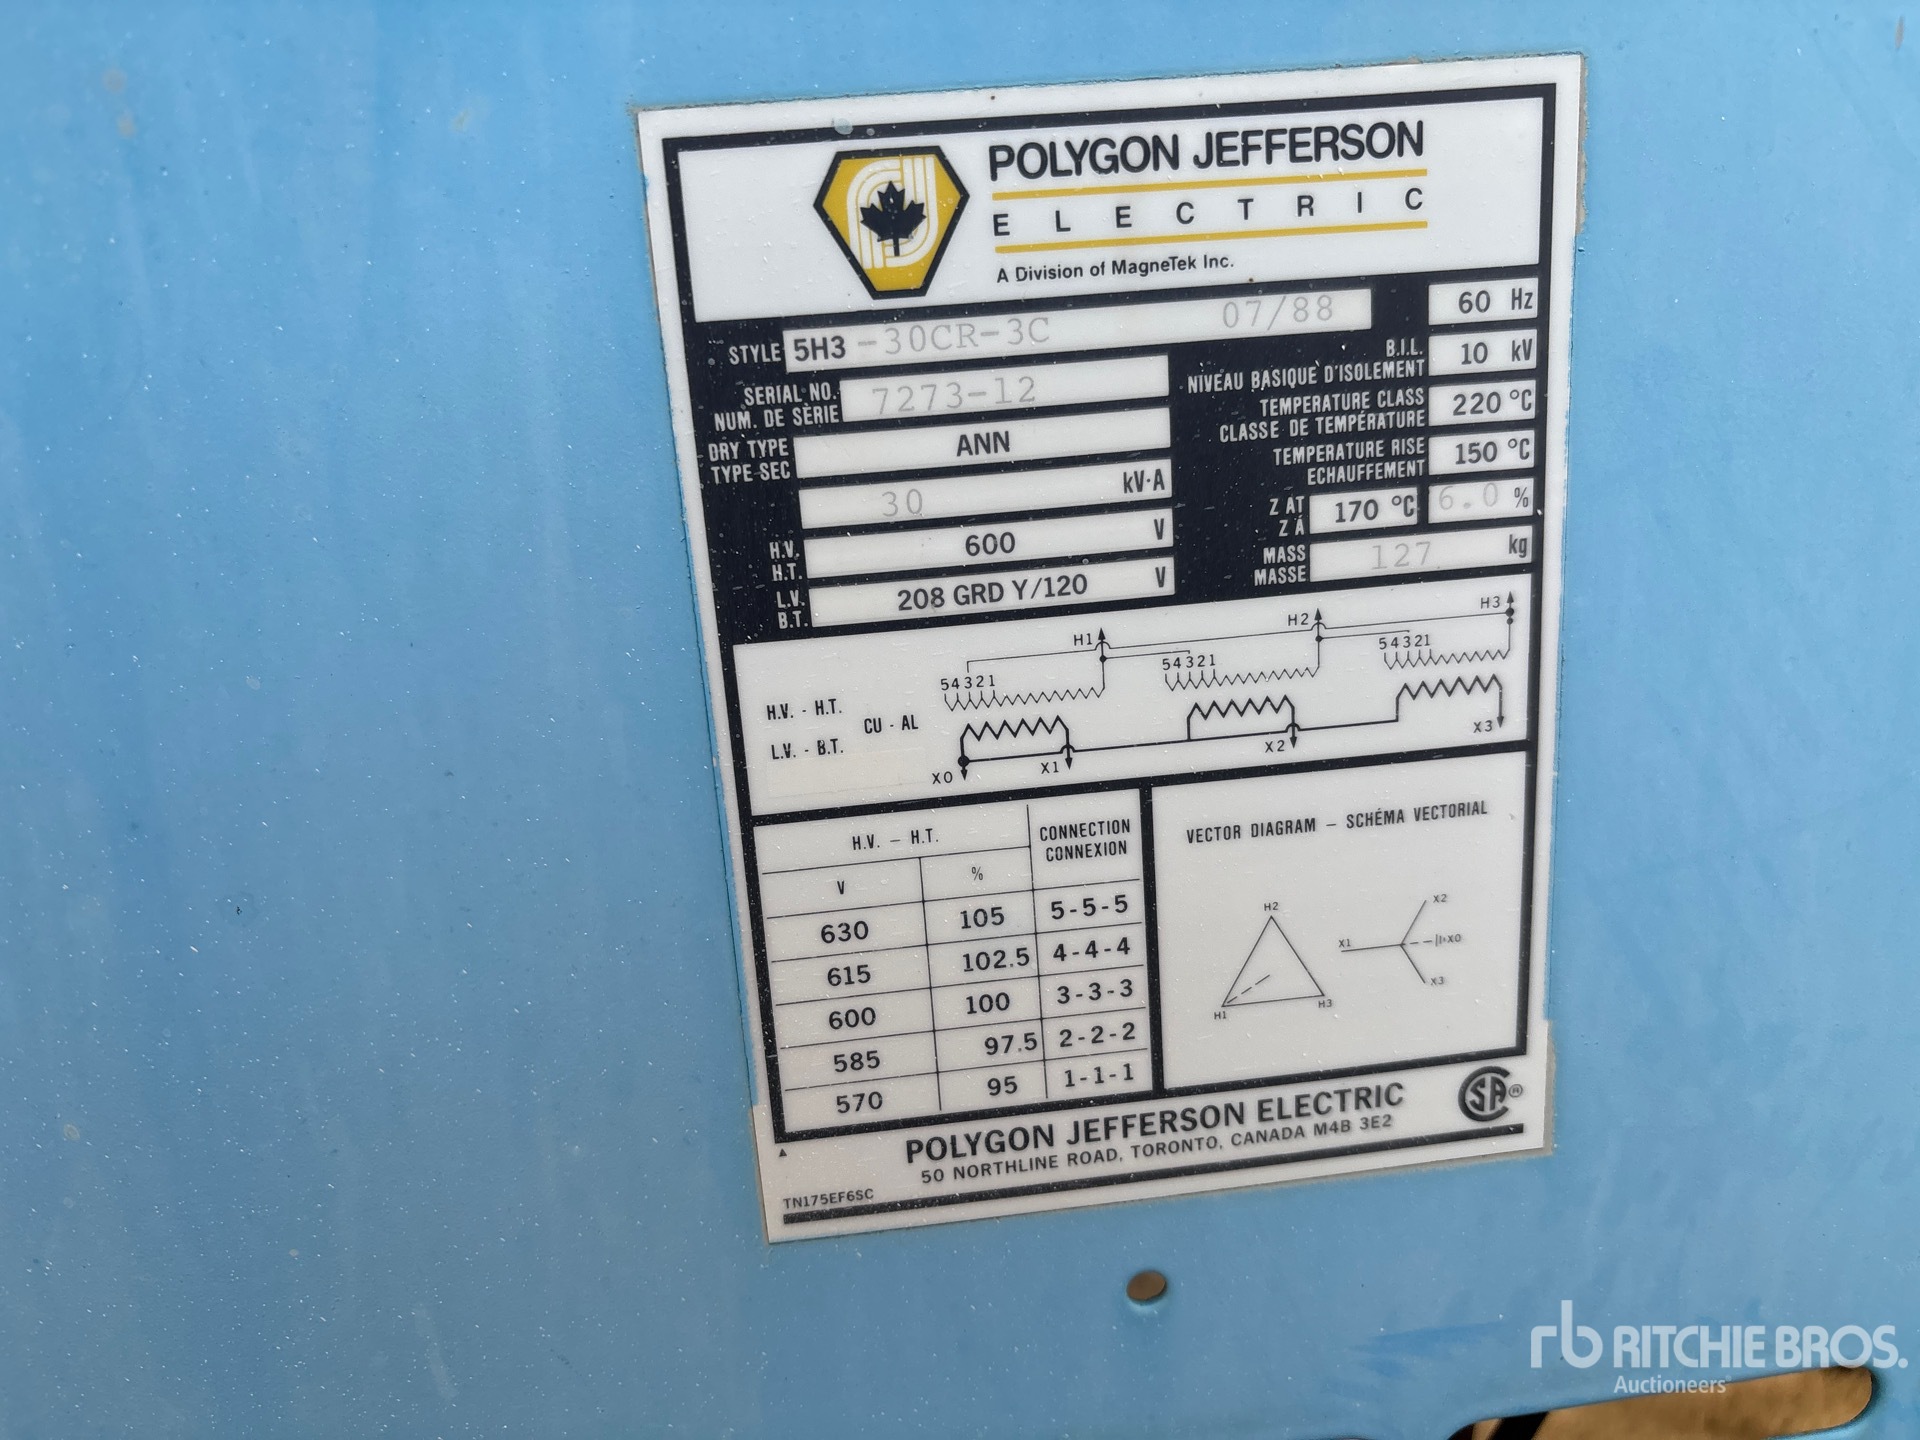 POLYGON JEFFERSON
ELECTRIC
A Division of MagneTek Inc.
STYLE 5H3 -30CR-3C 07/88
60 Hz
SERIAL NO. 7273-12
NUM. DE SÈRIE
B.I.L. 10 kV
NIVEAU BASIQUE D'ISOLEMENT
DRY TYPE ANN
TYPE SEC
TEMPERATURE CLASS 220 °C
CLASSE DE TEMPÉRATURE
30 kV·A
TEMPERATURE RISE 150 °C
ECHAUFFEMENT
H.V. 600 V
H.T.
Z AT 170 °C 6.0 %
Z Á
L.V. 208 GRD Y/120 V
B.T.
MASS 127 kg
MASSE
H1 H2 H3
54321 54321 54321
H.V. - H.T.
CU - AL
L.V. - B.T.
X0 X1 X2 X3
H.V. - H.T. CONNECTION
CONNEXION
V %
630 105 5-5-5
615 102.5 4-4-4
600 100 3-3-3
585 97.5 2-2-2
570 95 1-1-1
VECTOR DIAGRAM - SCHÉMA VECTORIAL
H2 X2
X1 X0
X3
H1 H3
POLYGON JEFFERSON ELECTRIC
50 NORTHLINE ROAD, TORONTO, CANADA M4B 3E2
SA ®
TN175EF6SC
rb RITCHIE BROS.
Auctioneers